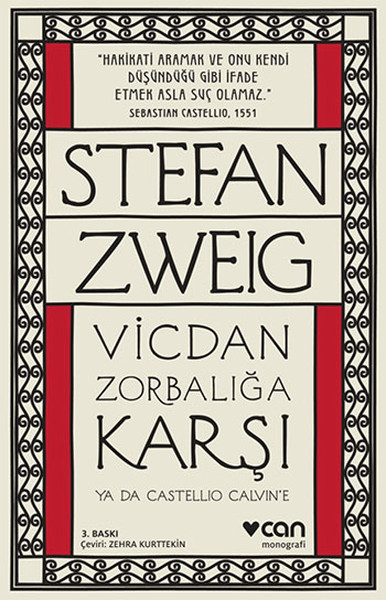 "HAKİKATİ ARAMAK VE ONU KENDİ
DÜŞÜNDÜĞÜ GİBİ İFADE
ETMEK ASLA SUÇ OLAMAZ."
SEBASTIAN CASTELLIO, 1551
STEFAN
ZWEIG
VİCDAN
ZORBALIĞA
KARŞI
YA DA CASTELLIO CALVIN'E
3. BASKI
Çeviri: ZEHRA KURTTEKİN
can
monografi